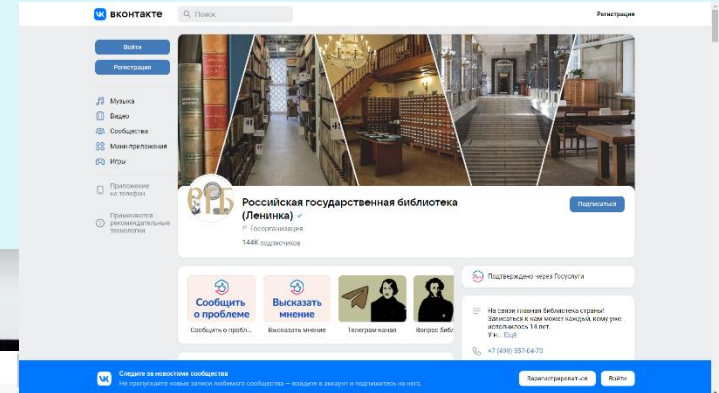 вконтакте
Поиск
Регистрация
Войти
Регистрация
Музыка
Видео
Сообщества
Мини-приложения
Игры
Приложение
на телефон
Применяются
рекомендательные
технологии
РГБ
Российская государственная библиотека
(Ленинка)
Госорганизация
144K подписчиков
Подписаться
Сообщить
о проблеме
Высказать
мнение
Сообщить о пробл...
Высказать мнение
Телеграм-канал
Вопрос библ
Подтверждено через Госуслуги
На связи главная библиотека страны!
Записаться к нам может каждый, кому уже
исполнилось 14 лет.
У н... Ещё
+7 (499) 557-04-70
Следите за новостями сообщества
Не пропускайте новые записи любимого сообщества — войдите в аккаунт и подпишитесь на него.
Зарегистрироваться
Войти